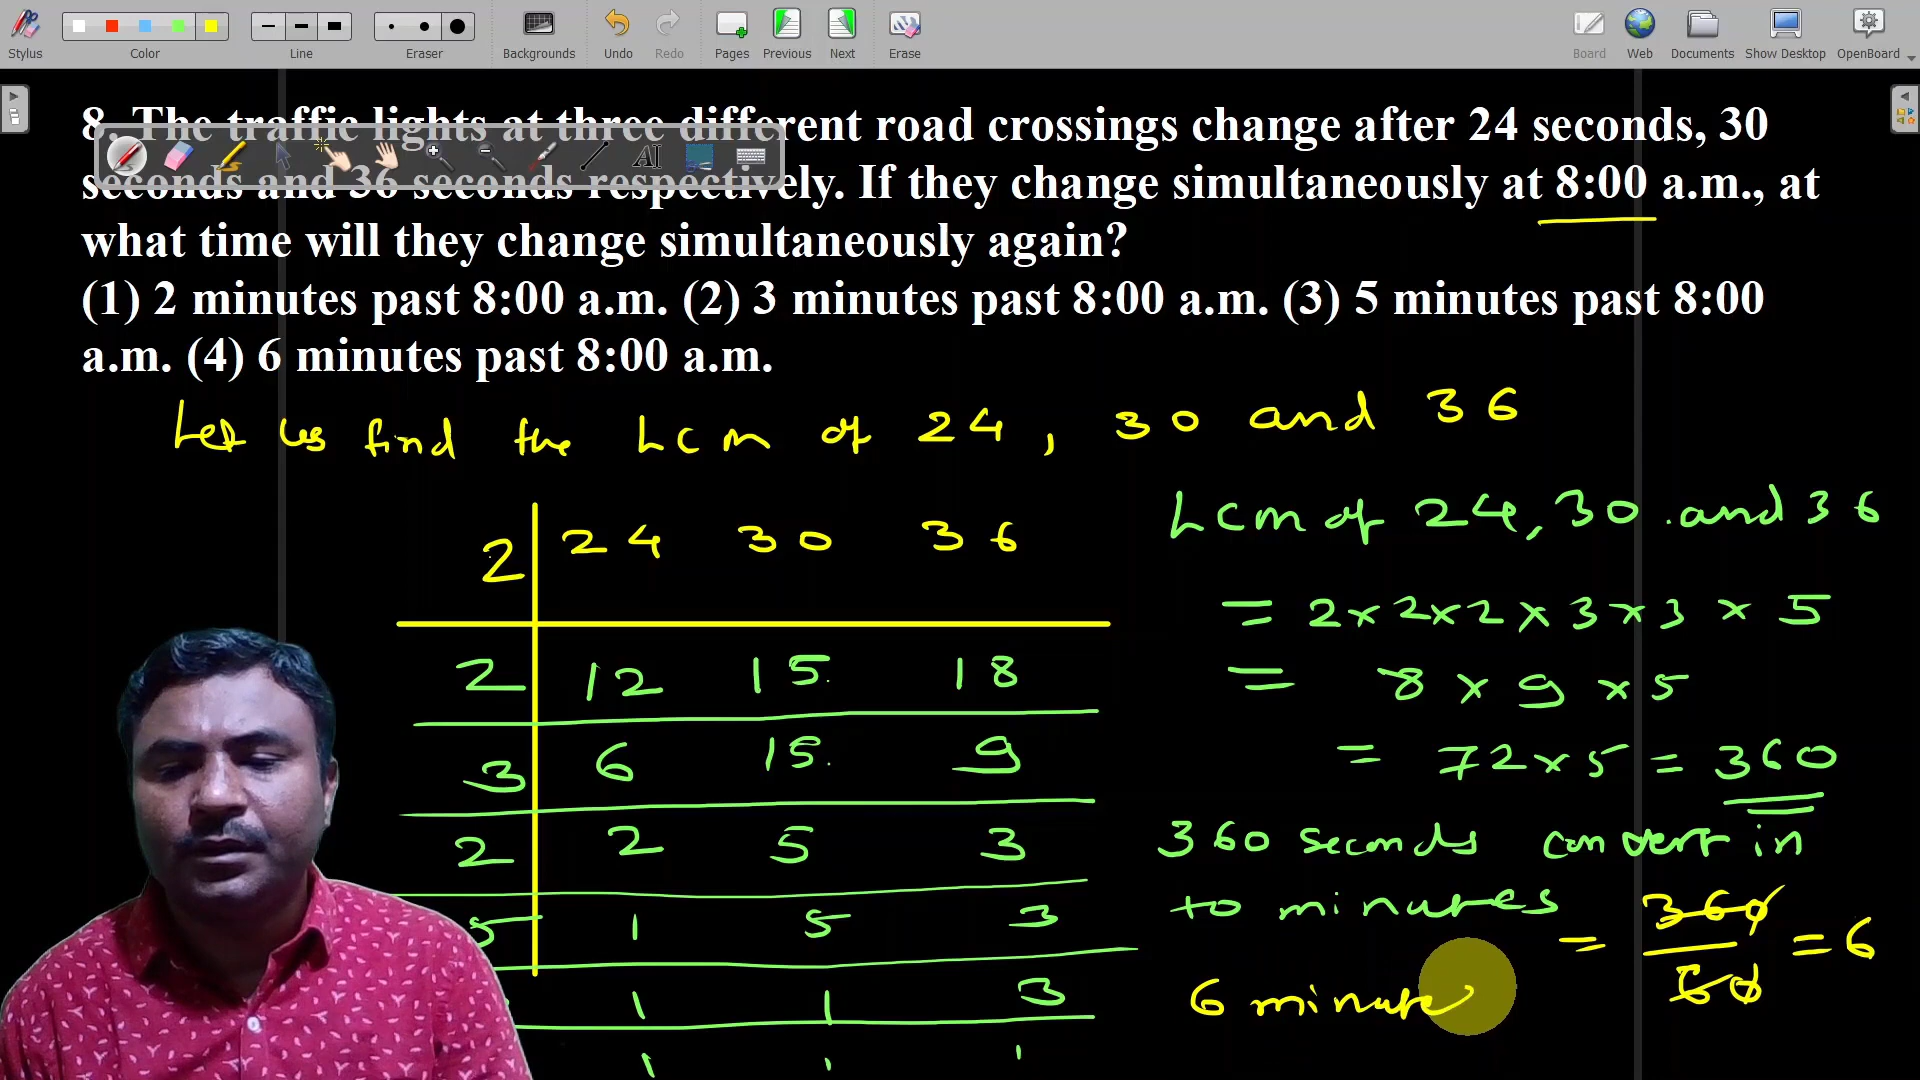 Stylus Color Line Eraser Backgrounds Undo Redo Pages Previous Next Erase Board Web Documents Show Desktop OpenBoard
8. The traffic lights at three different road crossings change after 24 seconds, 30
seconds and 36 seconds respectively. If they change simultaneously at 8:00 a.m., at
what time will they change simultaneously again?
(1) 2 minutes past 8:00 a.m. (2) 3 minutes past 8:00 a.m. (3) 5 minutes past 8:00
a.m. (4) 6 minutes past 8:00 a.m.
Let us find the LCM of 24, 30 and 36
2 24 30 36
2 12 15 18
3 6 15 9
2 2 5 3
5 1 5 3
1 1 3
1 1 1
LCM of 24, 30 and 36
= 2 x 2 x 2 x 3 x 3 x 5
= 8 x 9 x 5
= 72 x 5 = 360
360 seconds convert in
to minutes = 360/60 = 6
6 minute